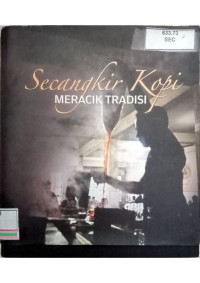 633.73
SEC
Secangkir Kopi
MERACIK TRADISI